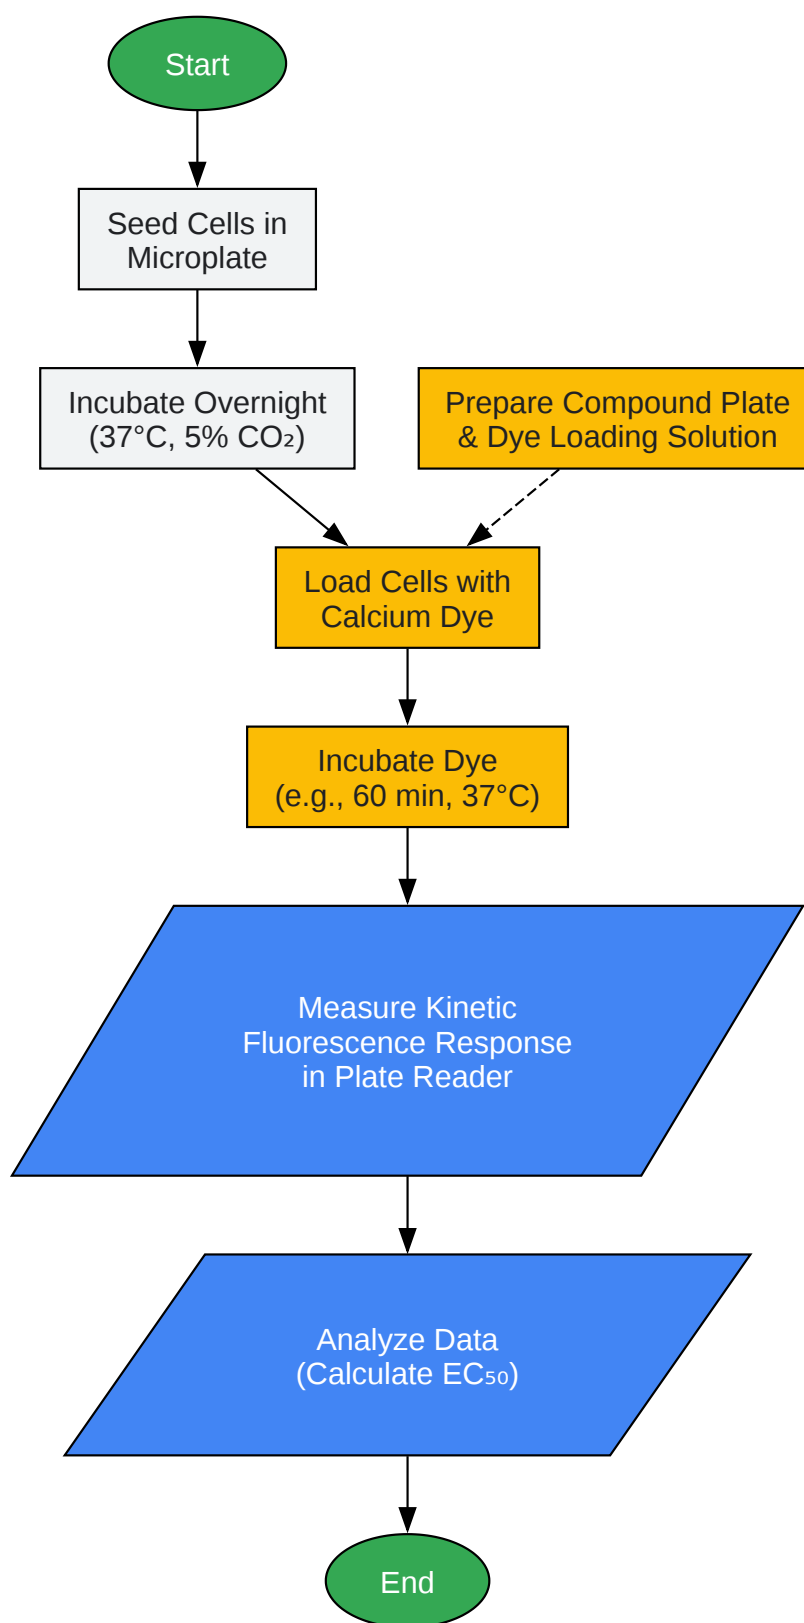 Start
Seed Cells in
Microplate
Incubate Overnight
(37°C, 5% CO₂)
Prepare Compound Plate
& Dye Loading Solution
Load Cells with
Calcium Dye
Incubate Dye
(e.g., 60 min, 37°C)
Measure Kinetic
Fluorescence Response
in Plate Reader
Analyze Data
(Calculate EC₅₀)
End